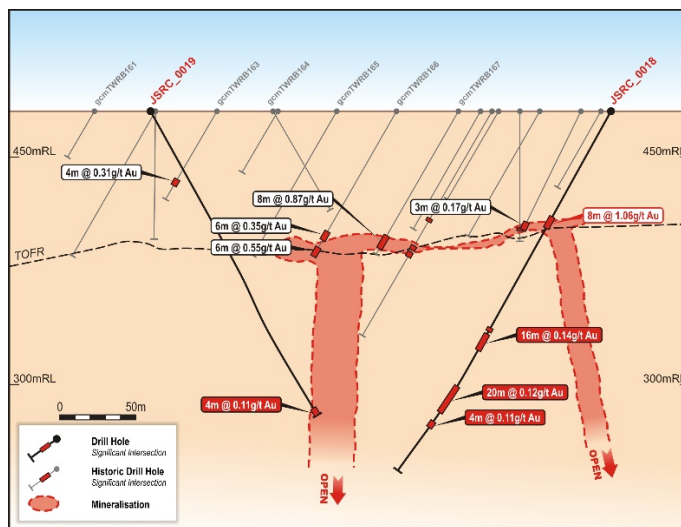 gcmTWRB161
JSRC_0019
gcmTWRB163
gcmTWRB164
gcmTWRB165
gcmTWRB166
gcmTWRB167
JSRC_0018
450mRL
450mRL
4m @ 0.31g/t Au
8m @ 0.87g/t Au
3m @ 0.17g/t Au
6m @ 0.35g/t Au
8m @ 1.06g/t Au
6m @ 0.55g/t Au
TOFR
16m @ 0.14g/t Au
300mRL
300mRL
20m @ 0.12g/t Au
4m @ 0.11g/t Au
4m @ 0.11g/t Au
0
50m
Drill Hole
Significant Intersection
Historic Drill Hole
Significant Intersection
Mineralisation
OPEN
OPEN